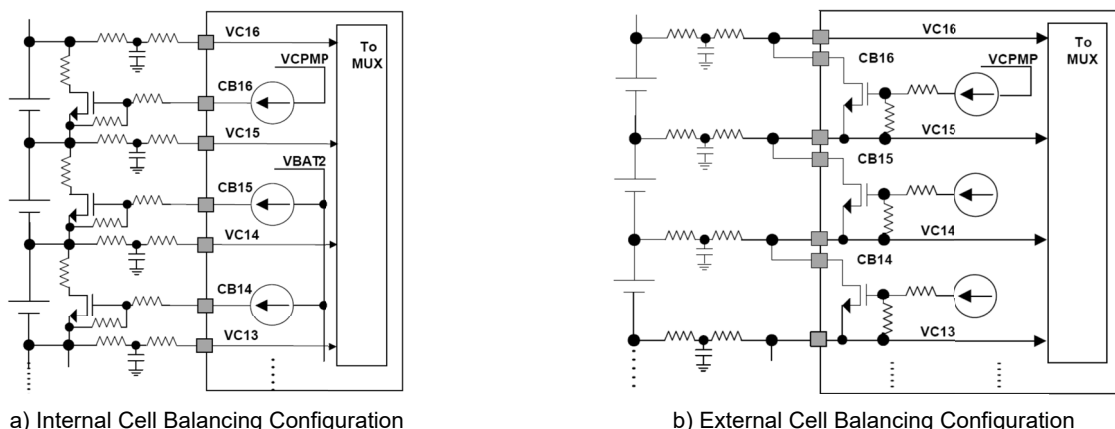 VC16
To
MUX
CB16
VCPMP
VC15
CB15
VBAT2
VC14
CB14
VC13
a) Internal Cell Balancing Configuration
VC16
To
MUX
CB16
VCPMP
VC15
CB15
VC14
CB14
VC13
b) External Cell Balancing Configuration